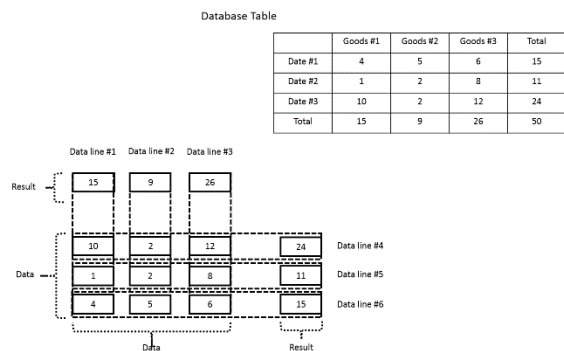 Database Table
Goods #1 Goods #2 Goods #3 Total
Date #1 4 5 6 15
Date #2 1 2 8 11
Date #3 10 2 12 24
Total 15 9 26 50
Data line #1 Data line #2 Data line #3
Result 15 9 26
10 2 12 24 Data line #4
Data 1 2 8 11 Data line #5
4 5 6 15 Data line #6
Data Result